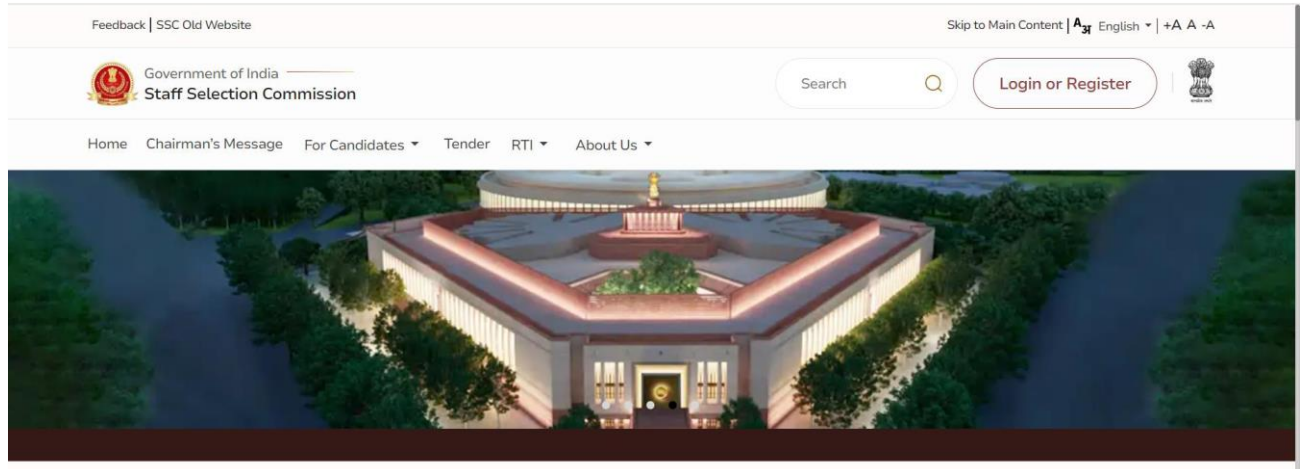 Feedback | SSC Old Website
Skip to Main Content | Aअ English | +A A -A
Government of India
Staff Selection Commission
Search
Login or Register
Home Chairman's Message For Candidates Tender RTI About Us